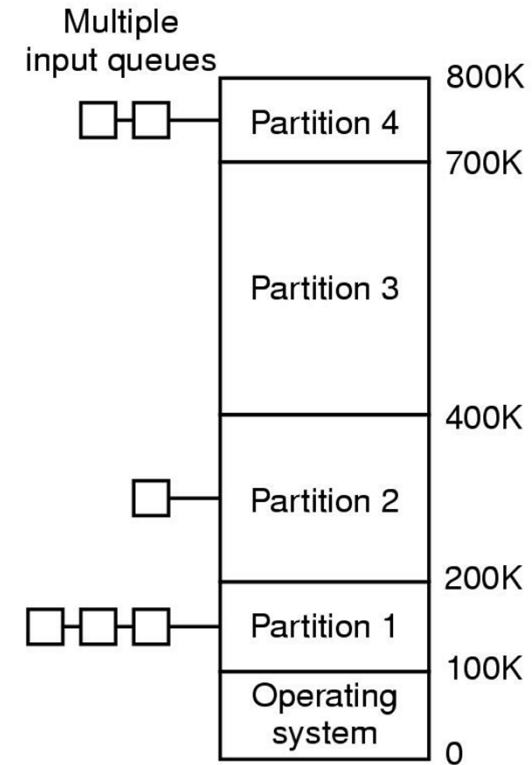 Multiple
input queues
800K
Partition 4
700K
Partition 3
400K
Partition 2
200K
Partition 1
100K
Operating
system
0